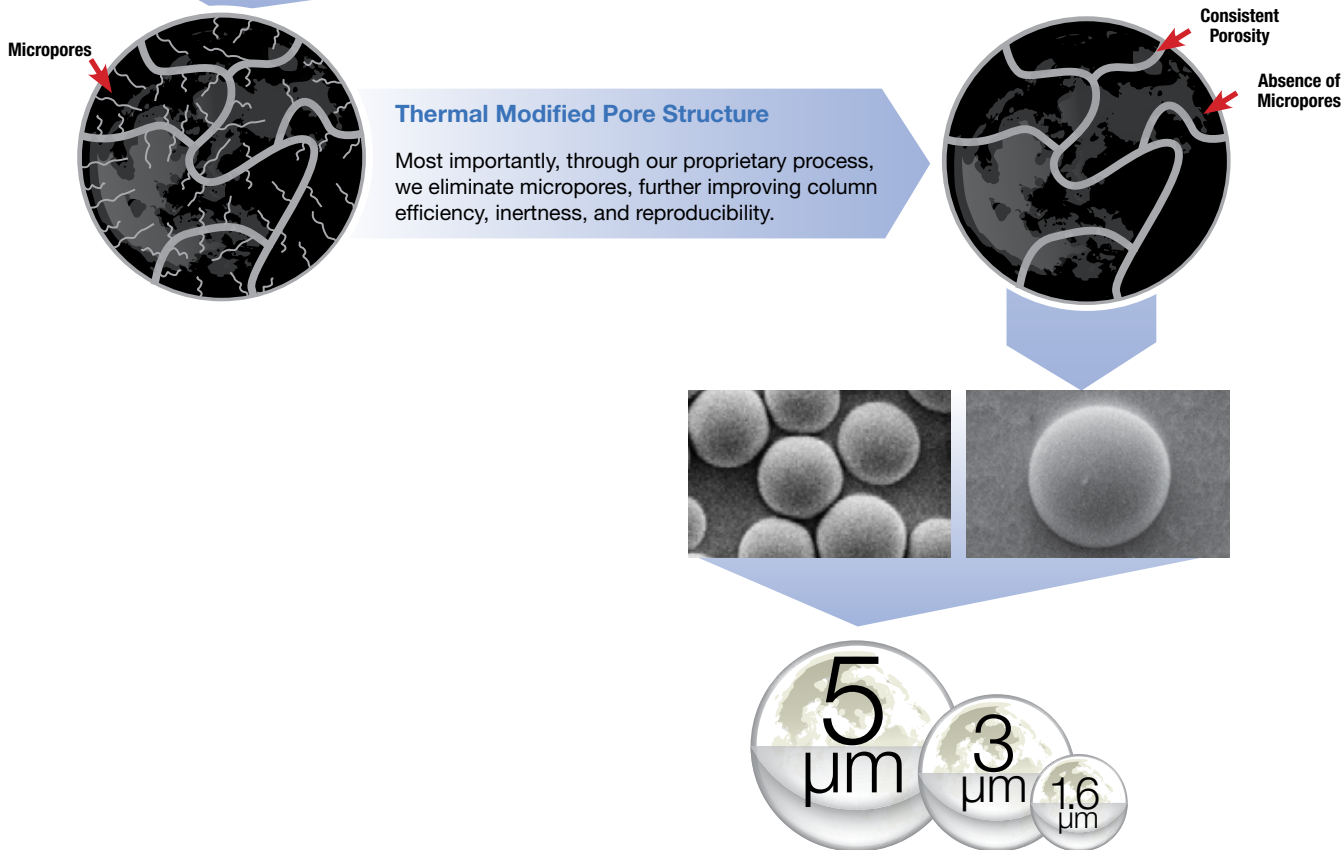 Micropores
Thermal Modified Pore Structure
Most importantly, through our proprietary process,
we eliminate micropores, further improving column
efficiency, inertness, and reproducibility.
Consistent
Porosity
Absence of
Micropores
5
µm
3
µm
1.6
µm